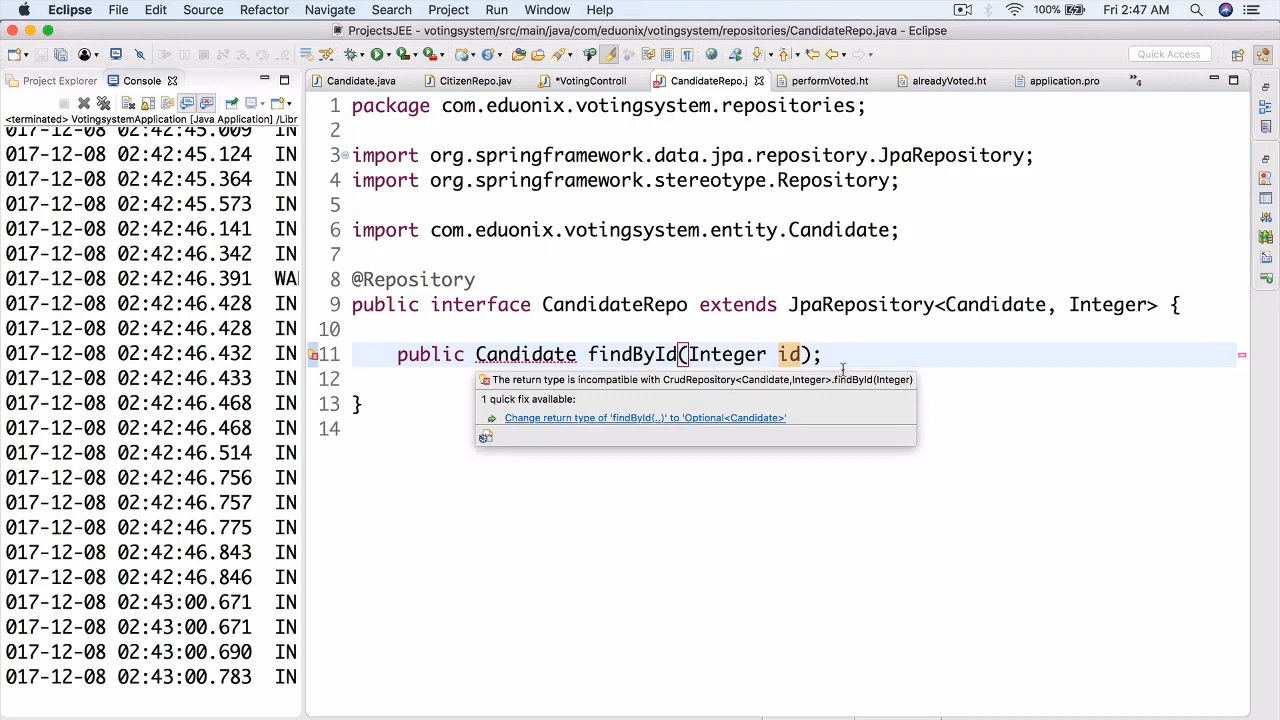 Eclipse File Edit Source Refactor Navigate Search Project Run Window Help 100% Fri 2:47 AM
ProjectsJEE - votingsystem/src/main/java/com/eduonix/votingsystem/repositories/CandidateRepo.java - Eclipse
Quick Access
Project Explorer Console
<terminated> VotingsystemApplication [Java Application] /Libr
017-12-08 02:42:45.009 IN
017-12-08 02:42:45.124 IN
017-12-08 02:42:45.364 IN
017-12-08 02:42:45.573 IN
017-12-08 02:42:46.141 IN
017-12-08 02:42:46.342 IN
017-12-08 02:42:46.391 WA
017-12-08 02:42:46.428 IN
017-12-08 02:42:46.428 IN
017-12-08 02:42:46.432 IN
017-12-08 02:42:46.433 IN
017-12-08 02:42:46.468 IN
017-12-08 02:42:46.468 IN
017-12-08 02:42:46.514 IN
017-12-08 02:42:46.756 IN
017-12-08 02:42:46.757 IN
017-12-08 02:42:46.775 IN
017-12-08 02:42:46.843 IN
017-12-08 02:42:46.846 IN
017-12-08 02:43:00.671 IN
017-12-08 02:43:00.671 IN
017-12-08 02:43:00.690 IN
017-12-08 02:43:00.783 IN
Candidate.java CitizenRepo.jav *VotingControll CandidateRepo.j performVoted.ht alreadyVoted.ht application.pro »4
1 package com.eduonix.votingsystem.repositories;
2
3 import org.springframework.data.jpa.repository.JpaRepository;
4 import org.springframework.stereotype.Repository;
5
6 import com.eduonix.votingsystem.entity.Candidate;
7
8 @Repository
9 public interface CandidateRepo extends JpaRepository<Candidate, Integer> {
10
11 public Candidate findById(Integer id);
12
13 }
14
The return type is incompatible with CrudRepository<Candidate,Integer>.findById(Integer)
1 quick fix available:
Change return type of 'findById(..)' to 'Optional<Candidate>'